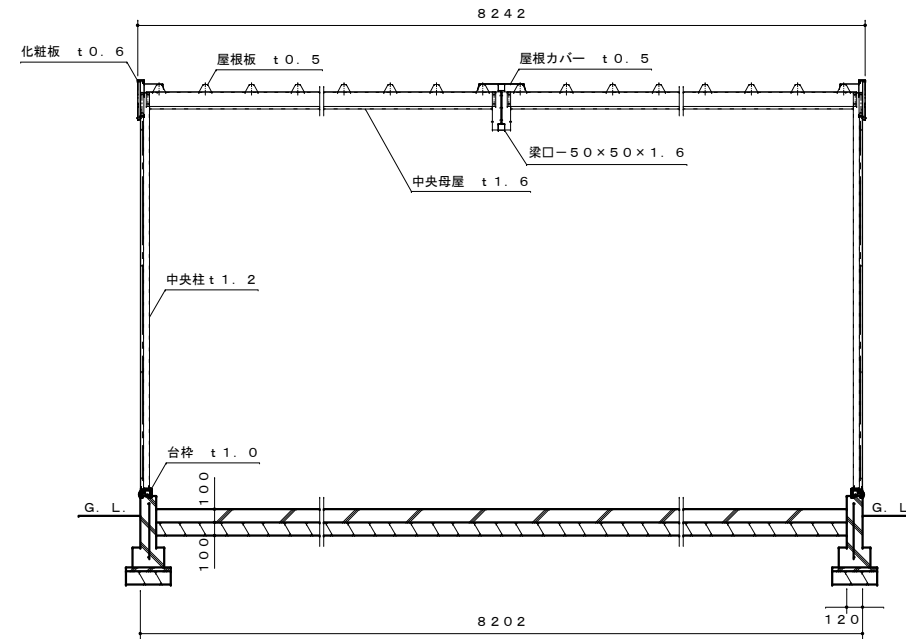 8242
化粧板 t0.6
屋根板 t0.5
屋根カバー t0.5
梁口－50×50×1.6
中央母屋 t1.6
中央柱t1.2
台枠 t1.0
100
G.L.
G.L
100
120
8202